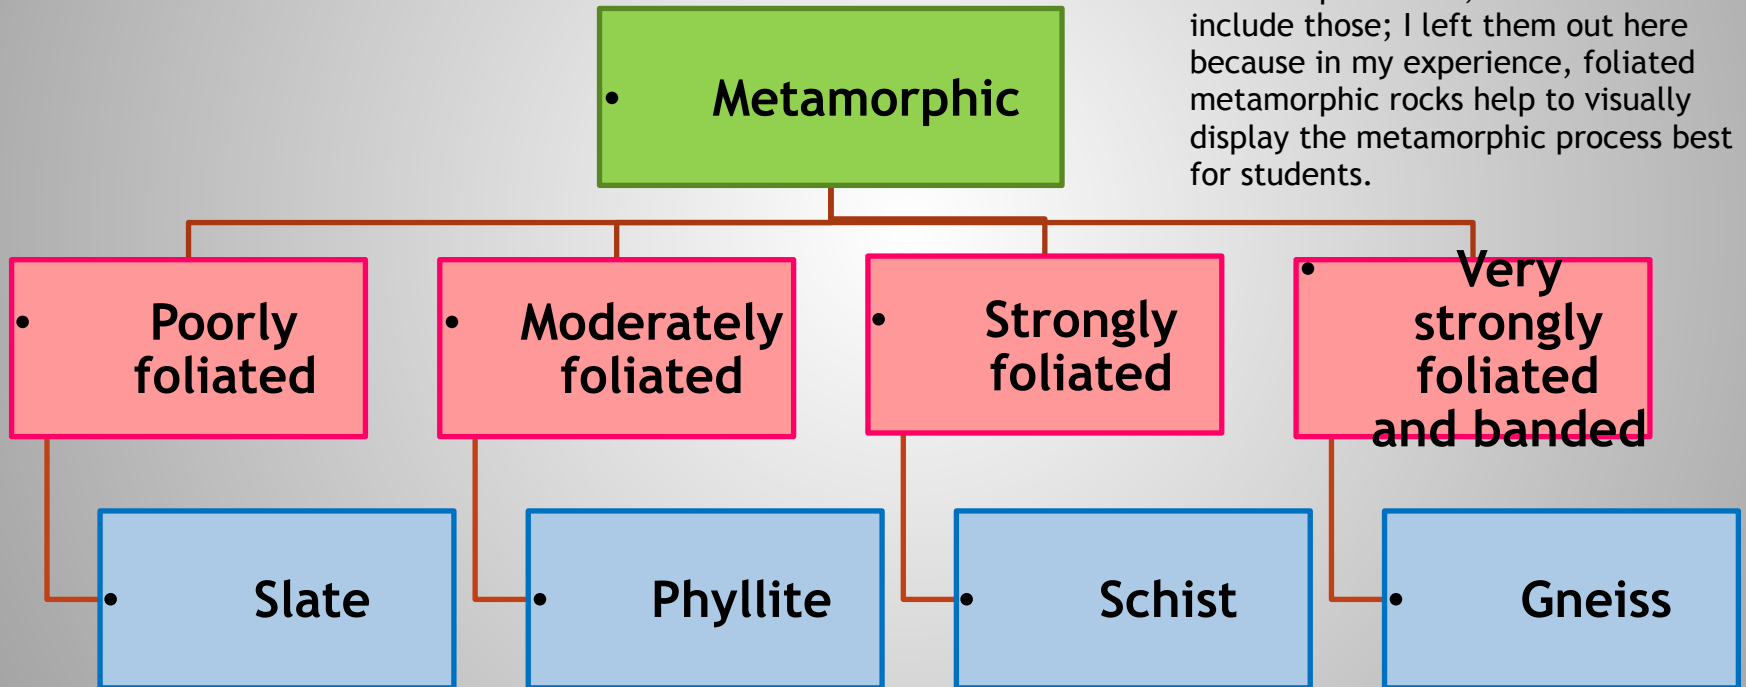 include those; I left them out here
because in my experience, foliated
metamorphic rocks help to visually
display the metamorphic process best
for students.
• Metamorphic
• Poorly
foliated
• Moderately
foliated
• Strongly
foliated
• Very
strongly
foliated
and banded
• Slate
• Phyllite
• Schist
• Gneiss